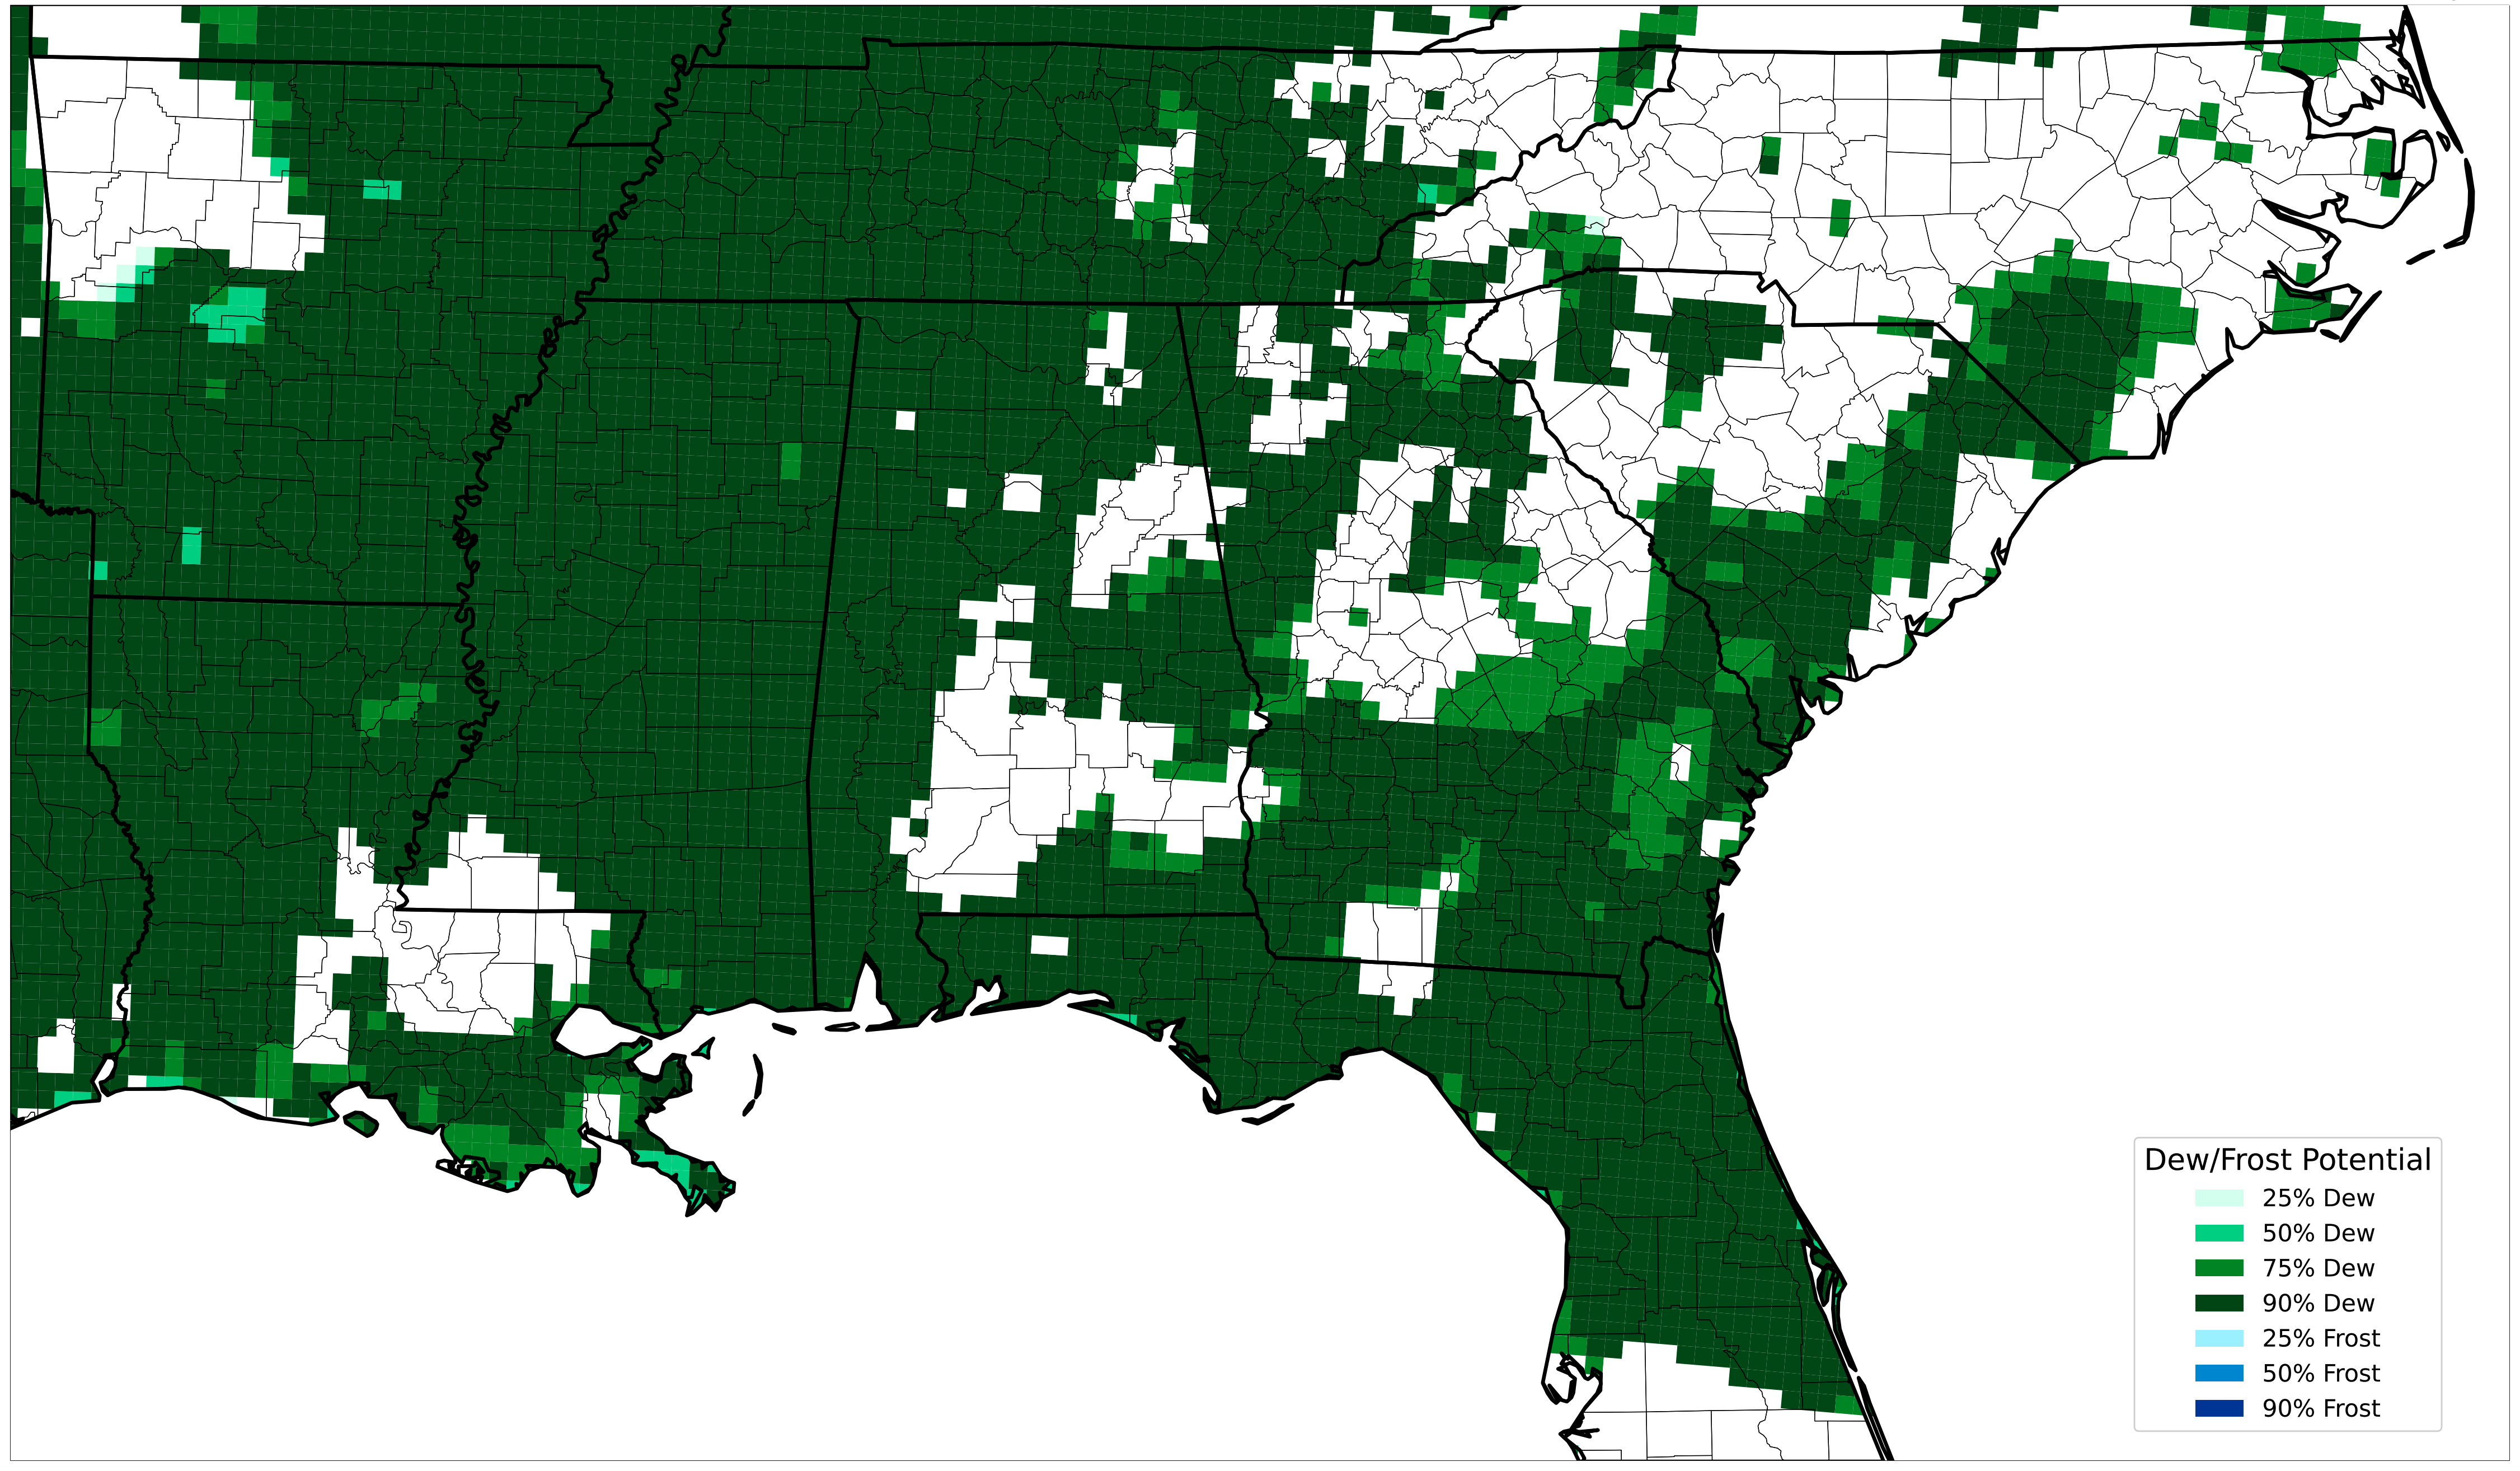 Dew/Frost Potential
25% Dew
50% Dew
75% Dew
90% Dew
25% Frost
50% Frost
90% Frost